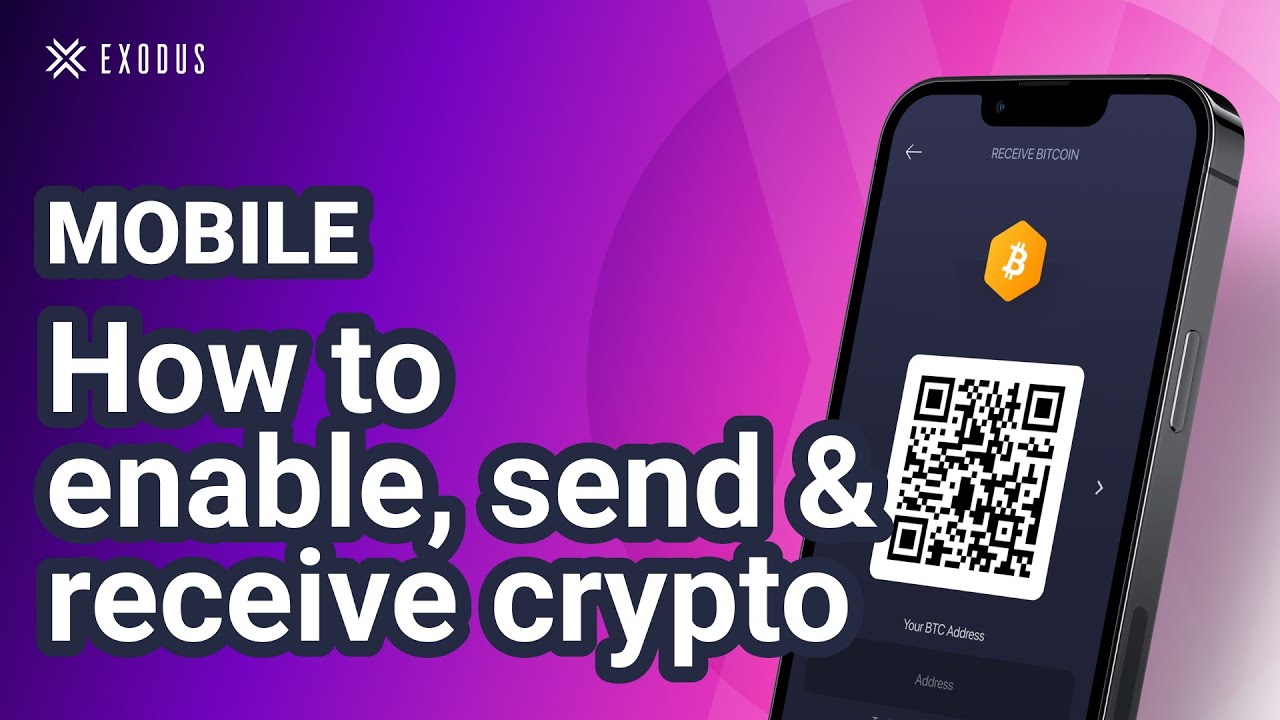 EXODUS
MOBILE
How to
enable, send &
receive crypto
RECEIVE BITCOIN
Your BTC Address
Address